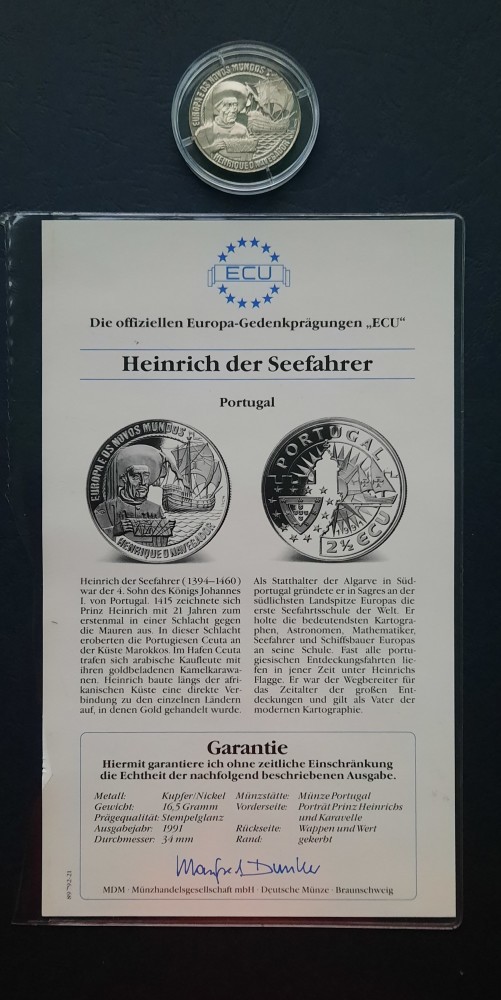 EUROPA E OS NOVOS MUNDOS
HENRIQUE O NAVEGADOR
ECU
Die offiziellen Europa-Gedenkprägungen „ECU“
Heinrich der Seefahrer
Portugal
EUROPA E OS NOVOS MUNDOS
HENRIQUE O NAVEGADOR
PORTUGAL
1991
2½ ECU
Heinrich der Seefahrer (1394–1460)
war der 4. Sohn des Königs Johannes
I. von Portugal. 1415 zeichnete sich
Prinz Heinrich mit 21 Jahren zum
erstenmal in einer Schlacht gegen
die Mauren aus. In dieser Schlacht
eroberten die Portugiesen Ceuta an
der Küste Marokkos. Im Hafen Ceuta
trafen sich arabische Kaufleute mit
ihren goldbeladenen Kamelkarawa-
nen. Heinrich baute längs der afri-
kanischen Küste eine direkte Ver-
bindung zu den einzelnen Ländern
auf, in denen Gold gehandelt wurde.
Als Statthalter der Algarve in Süd-
portugal gründete er in Sagres an der
südlichsten Landspitze Europas die
erste Seefahrtsschule der Welt. Er
holte die bedeutendsten Kartogra-
phen, Astronomen, Mathematiker,
Seefahrer und Schiffsbauer Europas
an seine Schule. Fast alle portu-
giesischen Entdeckungsfahrten lie-
fen in jener Zeit unter Heinrichs
Flagge. Er war der Wegbereiter für
das Zeitalter der großen Ent-
deckungen und gilt als Vater der
modernen Kartographie.
Garantie
Hiermit garantiere ich ohne zeitliche Einschränkung
die Echtheit der nachfolgend beschriebenen Ausgabe.
Metall: Kupfer/Nickel
Gewicht: 16,5 Gramm
Prägequalität: Stempelglanz
Ausgabejahr: 1991
Durchmesser: 34 mm
Münzstätte: Münze Portugal
Vorderseite: Porträt Prinz Heinrichs
und Karavelle
Rückseite: Wappen und Wert
Rand: gekerbt
MDM · Münzhandelsgesellschaft mbH · Deutsche Münze · Braunschweig
89 792-21